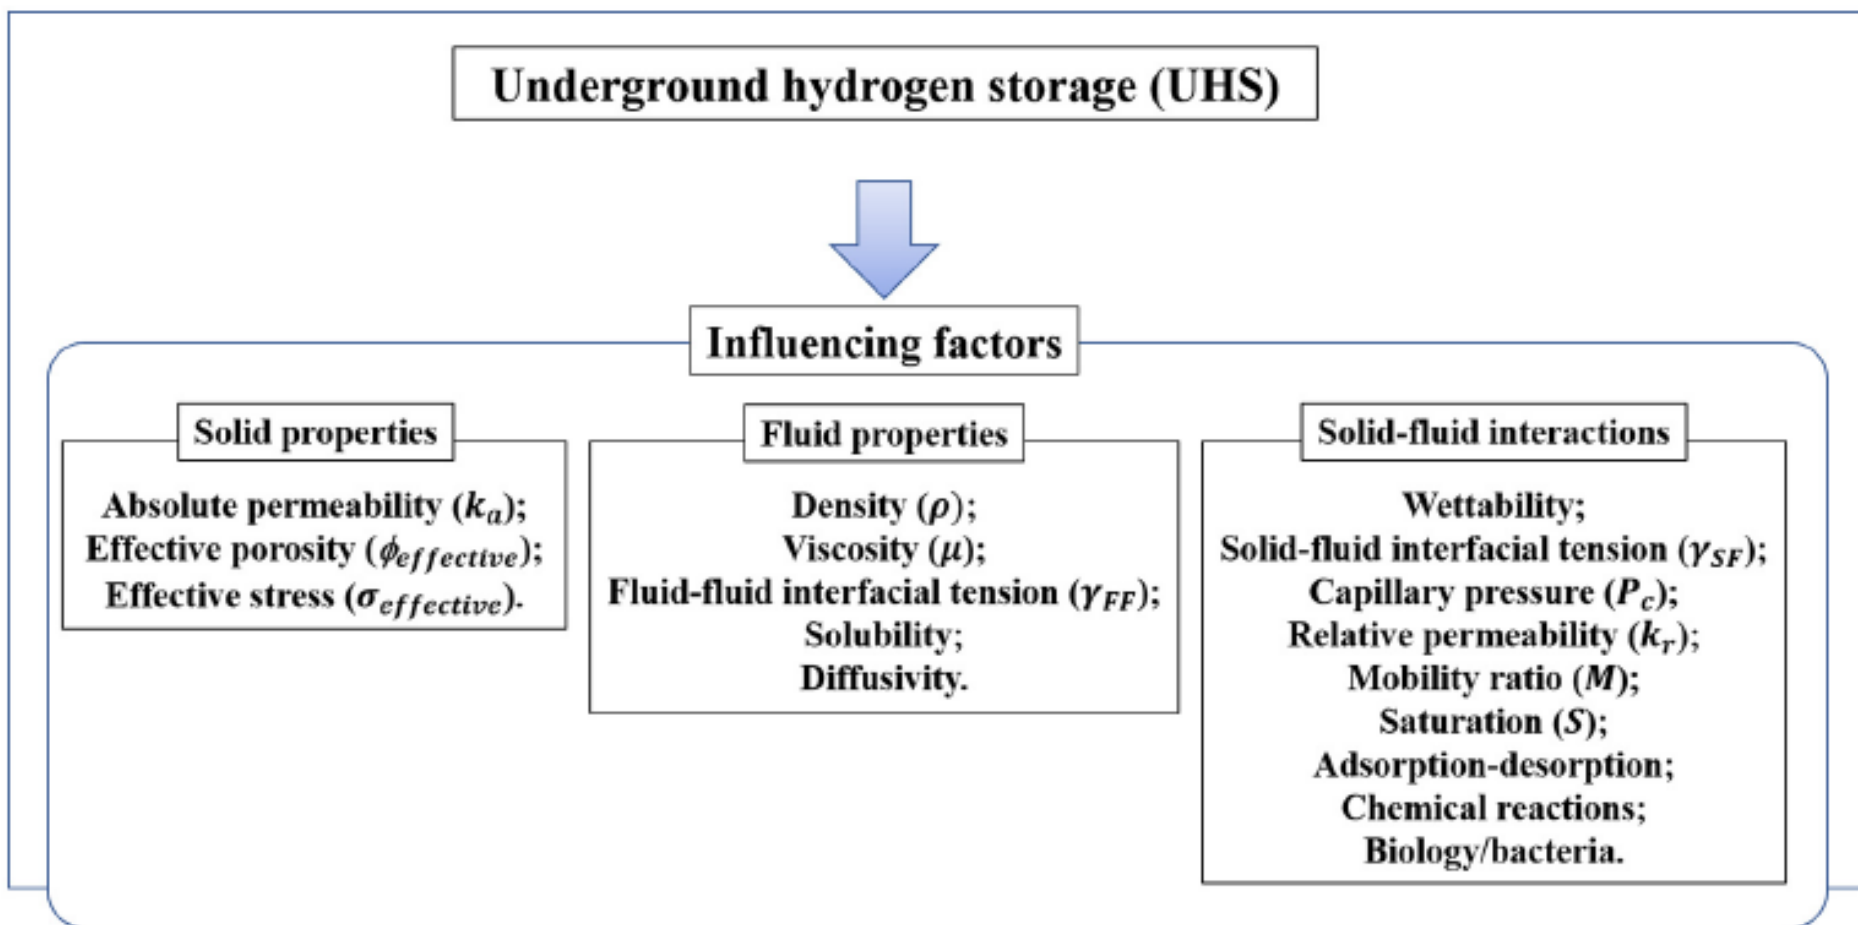 Underground hydrogen storage (UHS)
Influencing factors
Solid properties
Absolute permeability (kₐ);
Effective porosity (ϕ_effective);
Effective stress (σ_effective).
Fluid properties
Density (ρ);
Viscosity (μ);
Fluid-fluid interfacial tension (γ_FF);
Solubility;
Diffusivity.
Solid-fluid interactions
Wettability;
Solid-fluid interfacial tension (γ_SF);
Capillary pressure (P_c);
Relative permeability (k_r);
Mobility ratio (M);
Saturation (S);
Adsorption-desorption;
Chemical reactions;
Biology/bacteria.